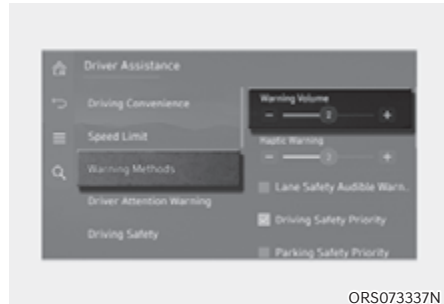 Driver Assistance
Driving Convenience
Speed Limit
Warning Methods
Driver Attention Warning
Driving Safety
Warning Volume
- 2 +
Haptic Warning
- 2 +
Lane Safety Audible Warn.
Driving Safety Priority
Parking Safety Priority
ORS073337N